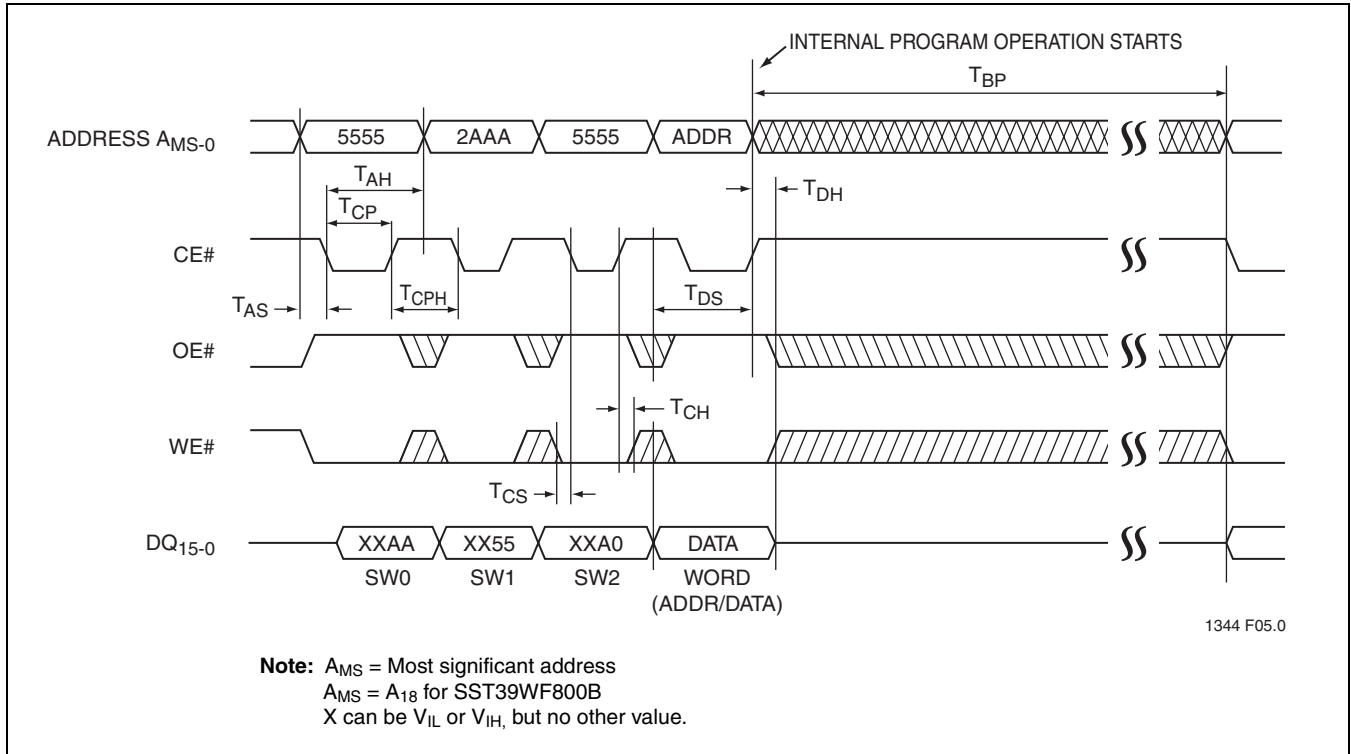 INTERNAL PROGRAM OPERATION STARTS
TBP
ADDRESS AMS-0
5555
2AAA
5555
ADDR
TAH
TDH
TCP
CE#
TAS
TCPH
TDS
OE#
TCH
WE#
TCS
DQ15-0
XXAA
XX55
XXA0
DATA
SW0
SW1
SW2
WORD
(ADDR/DATA)
1344 F05.0
Note: AMS = Most significant address
AMS = A18 for SST39WF800B
X can be VIL or VIH, but no other value.